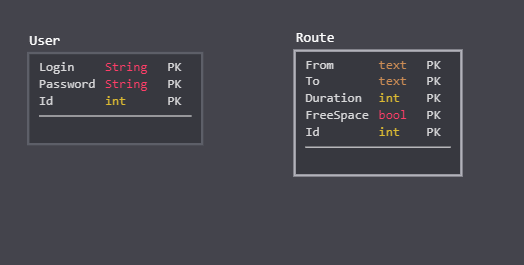 User
Login String PK
Password String PK
Id int PK
Route
From text PK
To text PK
Duration int PK
FreeSpace bool PK
Id int PK